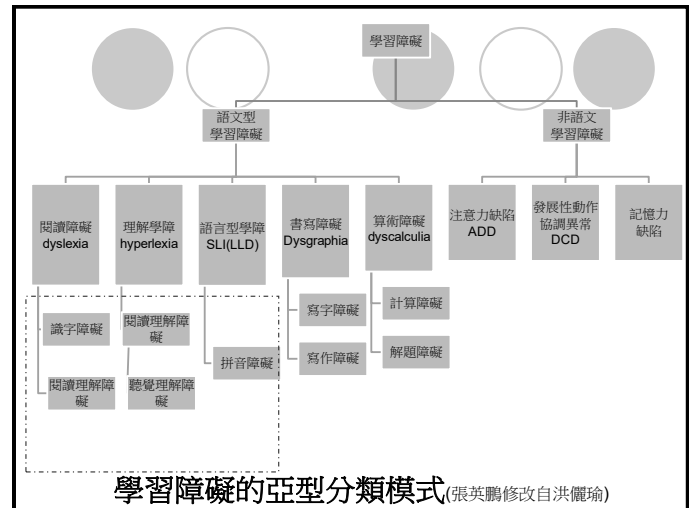 學習障礙
語文型
學習障礙
非語文
學習障礙
閱讀障礙
dyslexia
理解學障
hyperlexia
語言型學障
SLI(LLD)
書寫障礙
Dysgraphia
算術障礙
dyscalculia
注意力缺陷
ADD
發展性動作
協調異常
DCD
記憶力
缺陷
識字障礙
閱讀理解障
礙
閱讀理解障
礙
聽覺理解障
礙
拼音障礙
寫字障礙
寫作障礙
計算障礙
解題障礙
學習障礙的亞型分類模式(張英鵬修改自洪儷瑜)